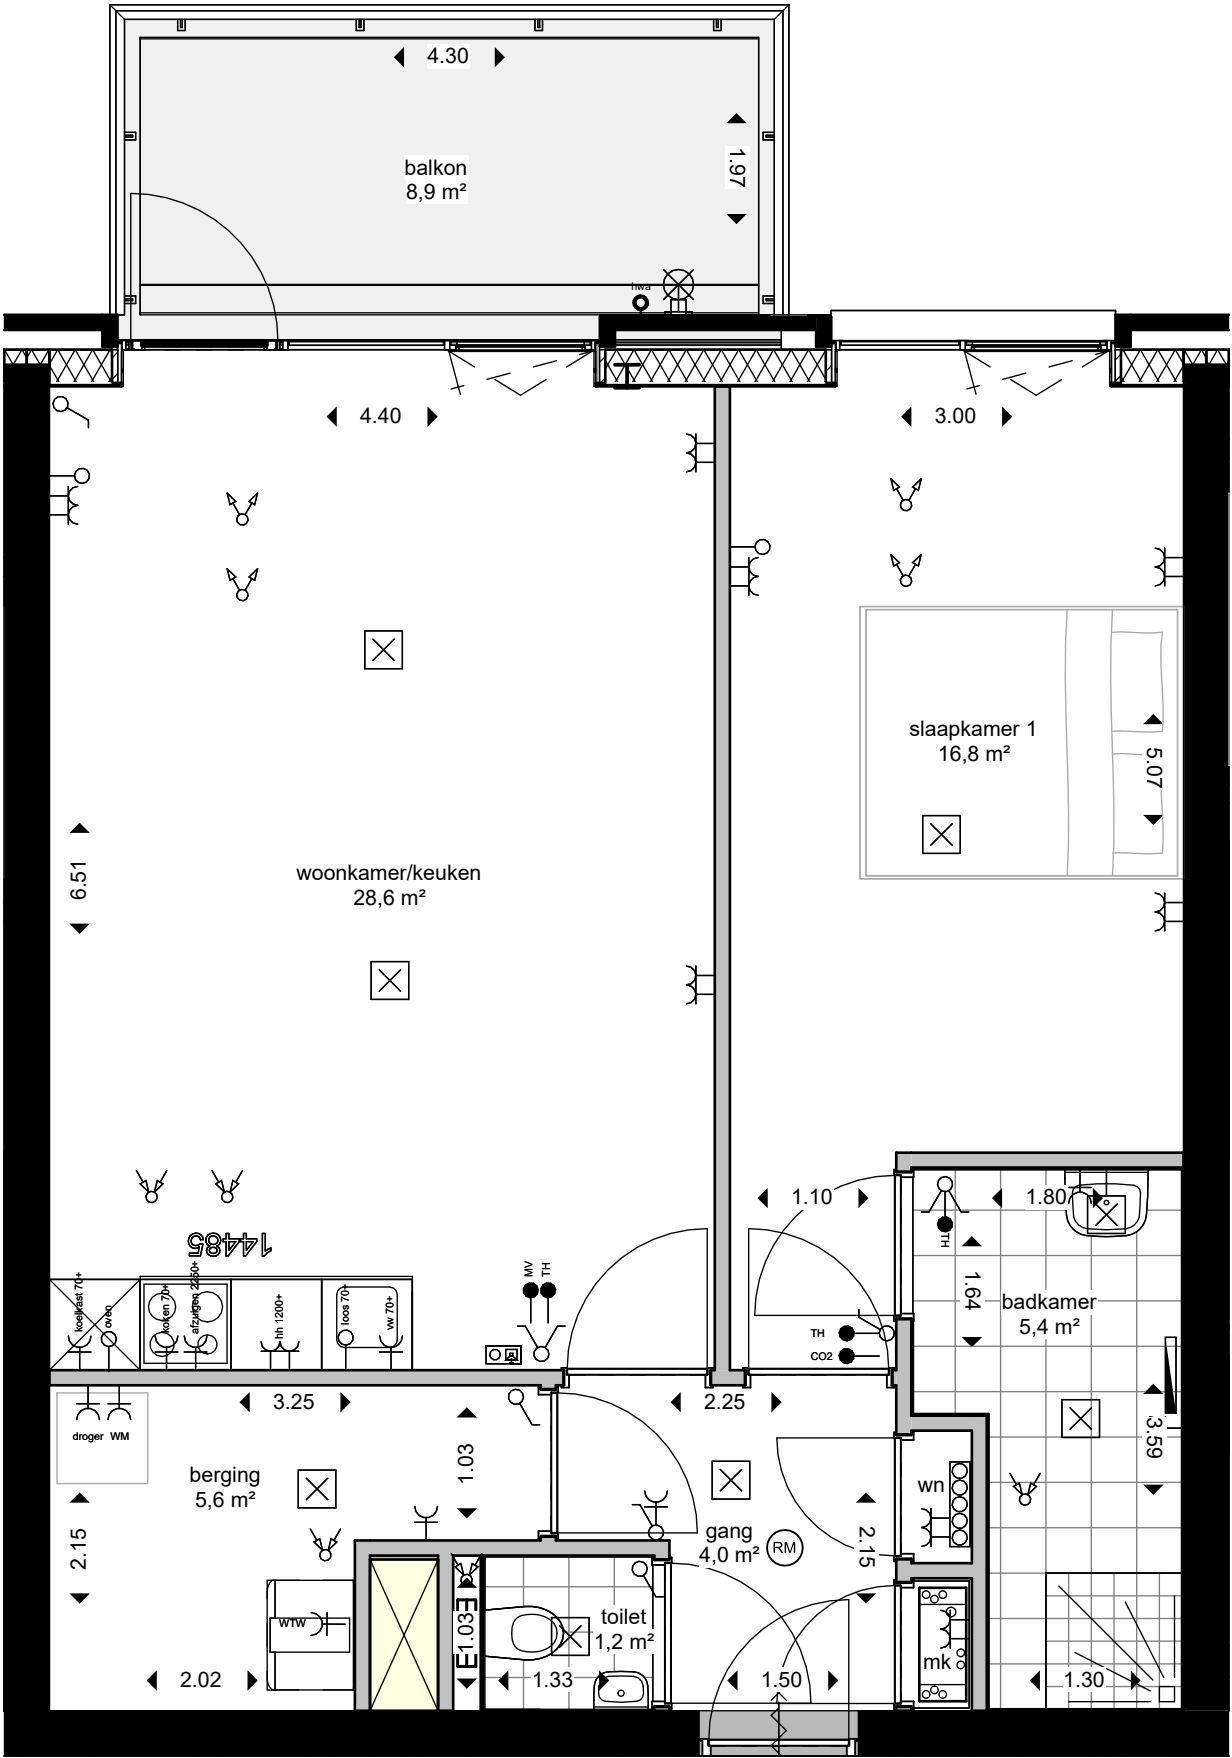 4.30
1.97
balkon
8,9 m²
hwa
4.40
3.00
slaapkamer 1
16,8 m²
5.07
6.51
woonkamer/keuken
28,6 m²
14485
koelkast 70+
oven
koken 70+
afzuigen 2250+
hh 1200+
loos 70+
vw 70+
MV
TH
1.10
TH
1.80
1.64
badkamer
5,4 m²
TH
CO2
3.25
2.25
droger WM
1.03
3.59
berging
5,6 m²
wn
2.15
gang
4,0 m²
RM
2.15
WTW
1.03
toilet
1,2 m²
mk
2.02
1.33
1.50
1.30